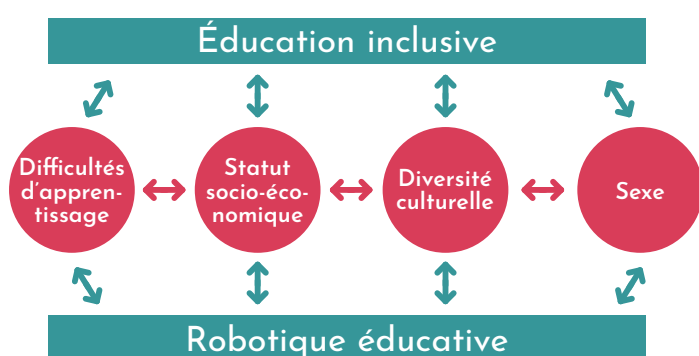 Éducation inclusive
Difficultés
d'appren-
tissage
Statut
socio-éco-
nomique
Diversité
culturelle
Sexe
Robotique éducative